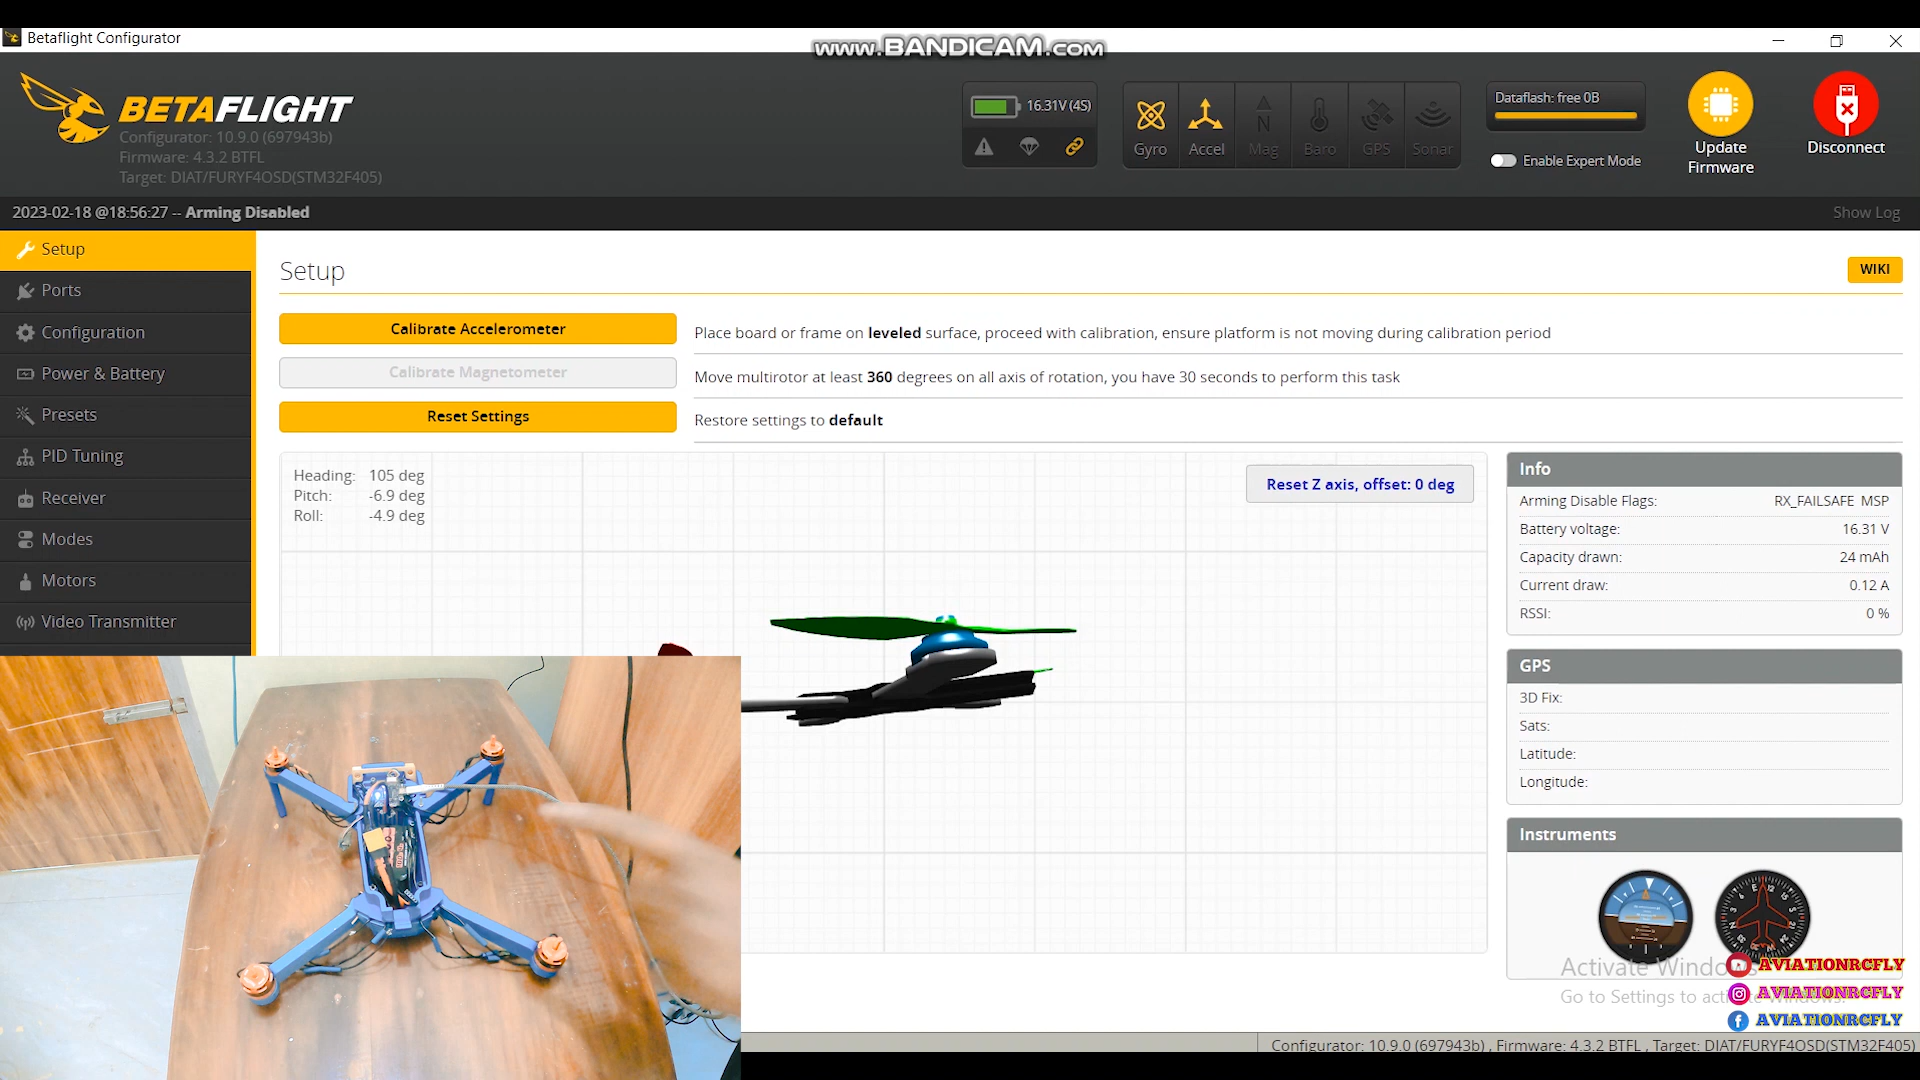 Betaflight Configurator
www.BANDICAM.com
BETAFLIGHT
Configurator: 10.9.0 (697943b)
Firmware: 4.3.2 BTFL
Target: DIAT/FURYF4OSD(STM32F405)
16.31V (4S)
Gyro
Accel
Mag
Baro
GPS
Sonar
Dataflash: free 0B
Enable Expert Mode
Update
Firmware
Disconnect
2023-02-18 @18:56:27 -- Arming Disabled
Show Log
Setup
Ports
Configuration
Power & Battery
Presets
PID Tuning
Receiver
Modes
Motors
Video Transmitter
Setup
WIKI
Calibrate Accelerometer
Place board or frame on leveled surface, proceed with calibration, ensure platform is not moving during calibration period
Calibrate Magnetometer
Move multirotor at least 360 degrees on all axis of rotation, you have 30 seconds to perform this task
Reset Settings
Restore settings to default
Heading: 105 deg
Pitch: -6.9 deg
Roll: -4.9 deg
Reset Z axis, offset: 0 deg
Info
Arming Disable Flags: RX_FAILSAFE MSP
Battery voltage: 16.31 V
Capacity drawn: 24 mAh
Current draw: 0.12 A
RSSI: 0 %
GPS
3D Fix:
Sats:
Latitude:
Longitude:
Instruments
Activate Windows
AVIATIONRCFLY
Go to Settings to activate Windows.
AVIATIONRCFLY
AVIATIONRCFLY
Configurator: 10.9.0 (697943b) , Firmware: 4.3.2 BTFL , Target: DIAT/FURYF4OSD(STM32F405)